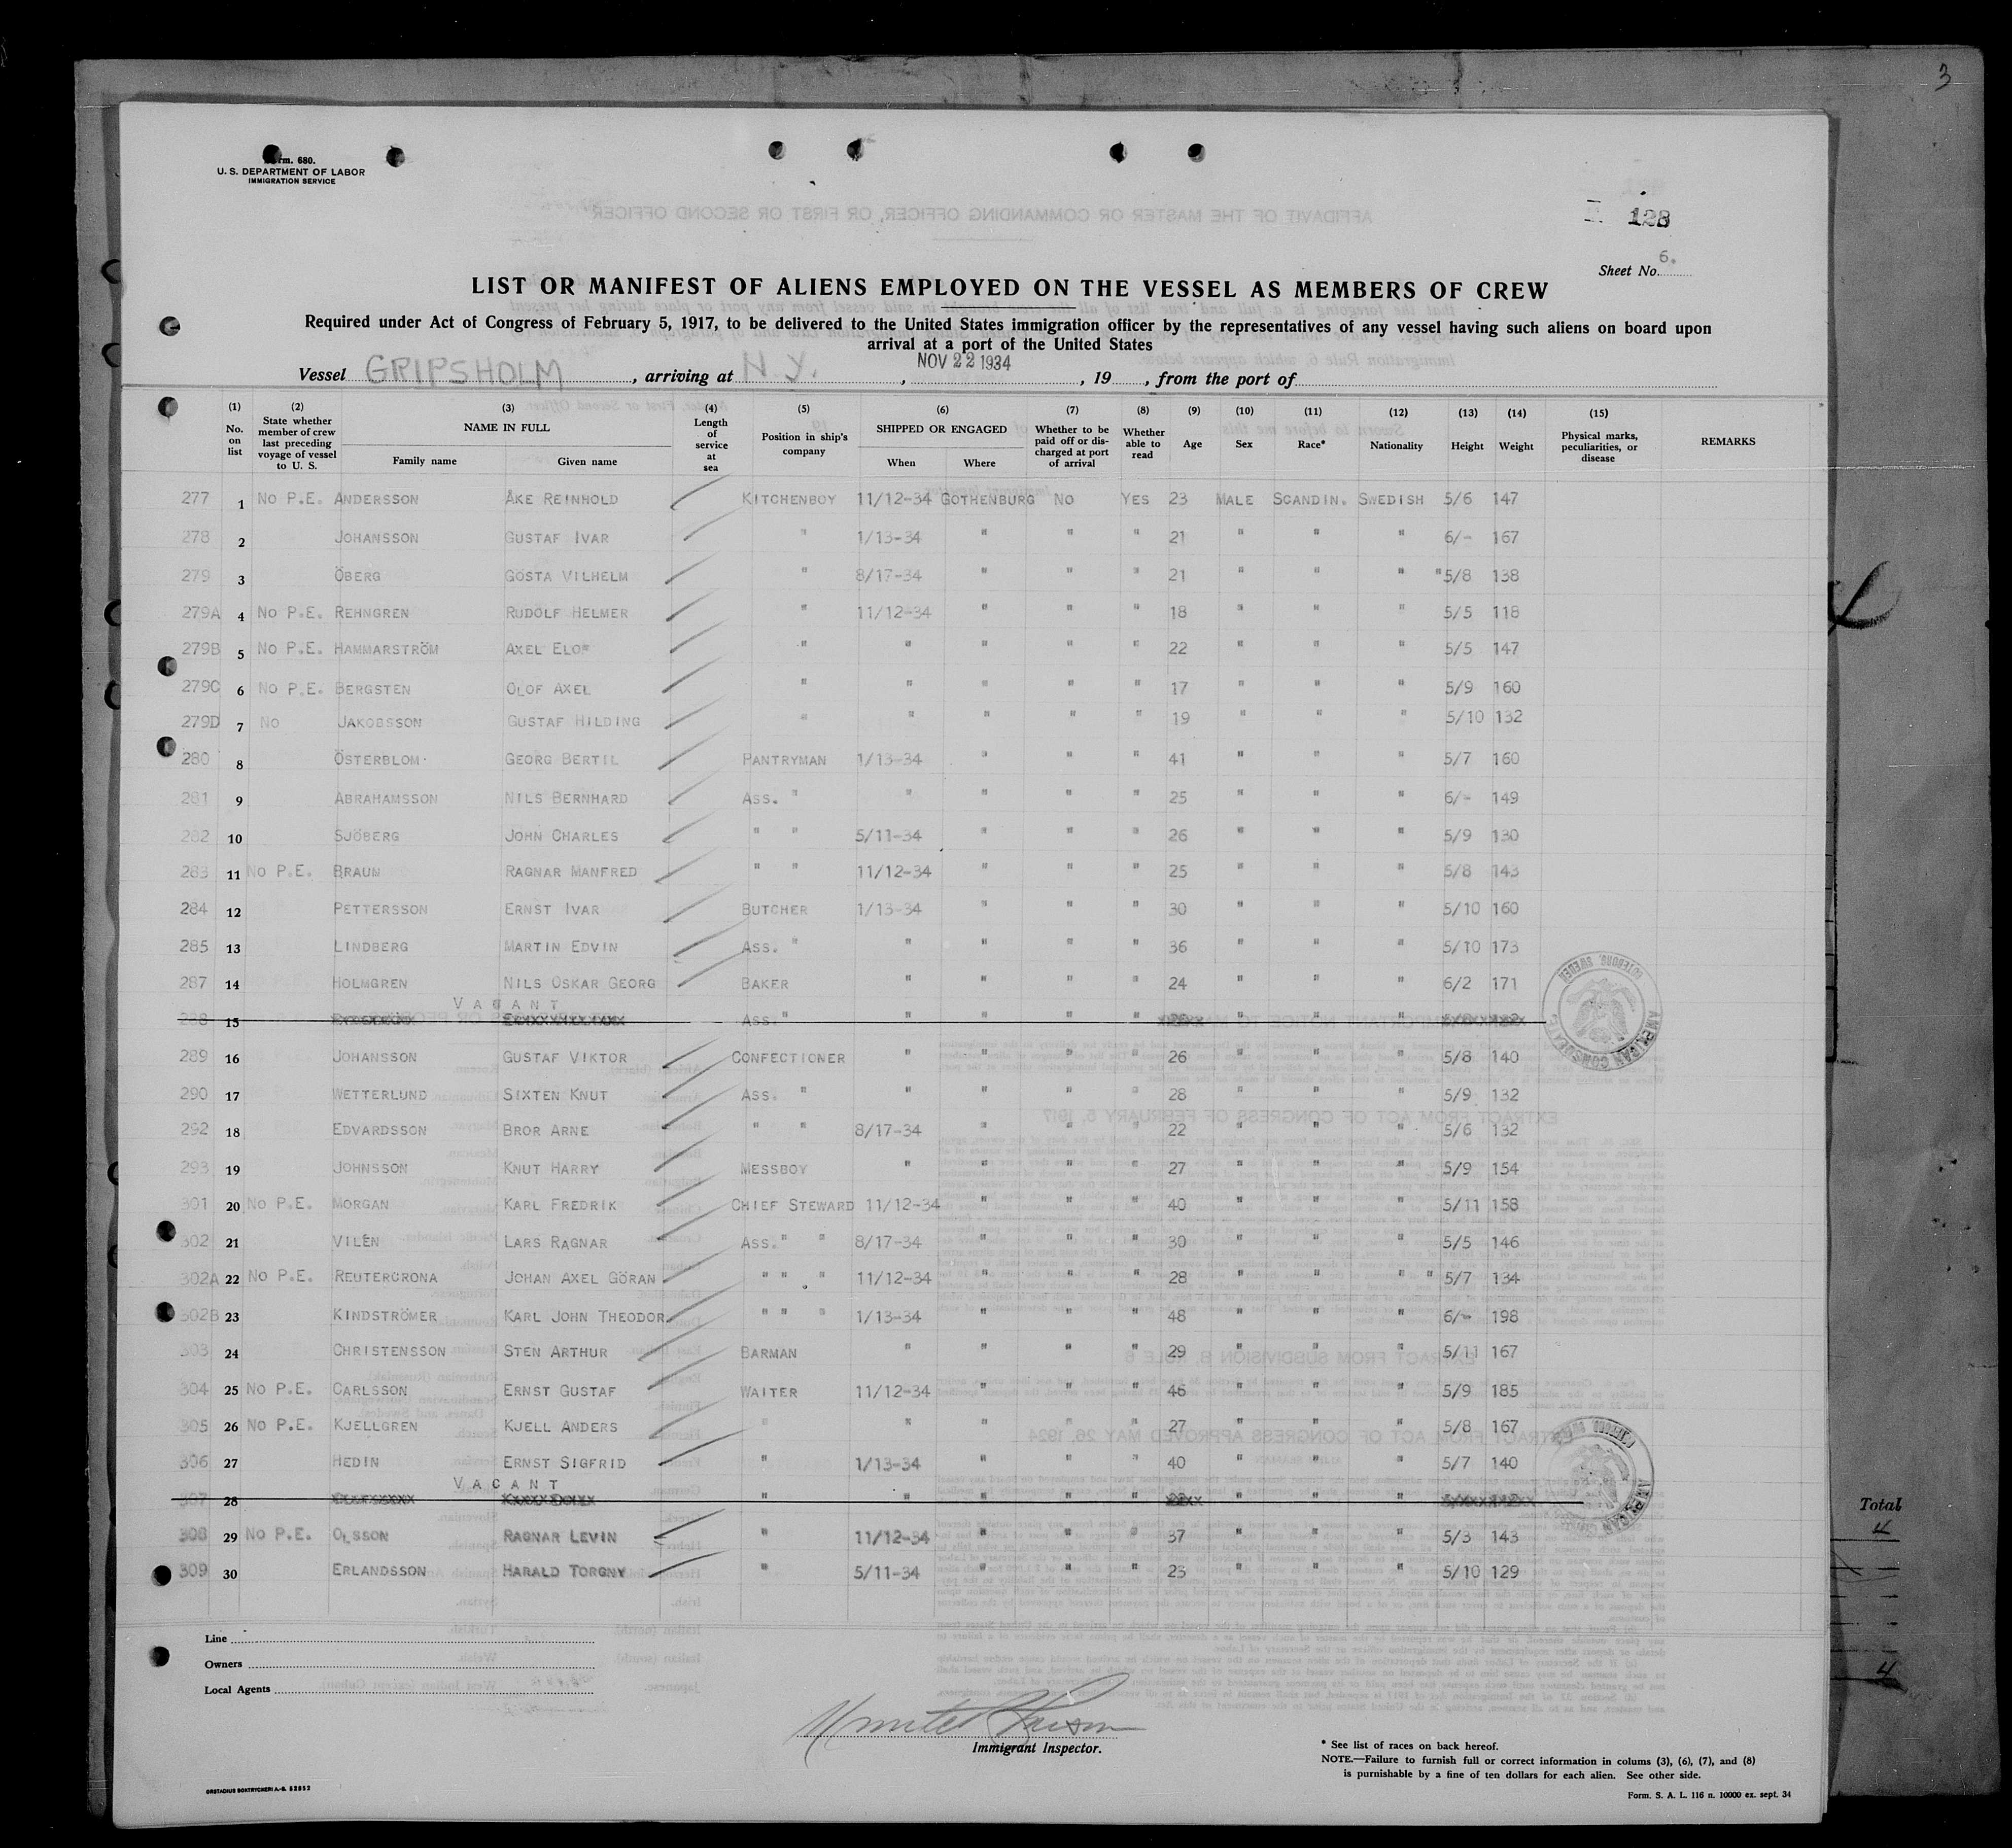 3
Form. 680.
U. S. DEPARTMENT OF LABOR
IMMIGRATION SERVICE
128
Sheet No. 6.
LIST OR MANIFEST OF ALIENS EMPLOYED ON THE VESSEL AS MEMBERS OF CREW
Required under Act of Congress of February 5, 1917, to be delivered to the United States immigration officer by the representatives of any vessel having such aliens on board upon
arrival at a port of the United States
Vessel GRIPSHOLM, arriving at N.Y., NOV 22 1934, 19, from the port of
(1) No. on list (2) State whether member of crew last preceding voyage of vessel to U. S. (3) NAME IN FULL Family name Given name (4) Length of service at sea (5) Position in ship's company (6) SHIPPED OR ENGAGED When Where (7) Whether to be paid off or discharged at port of arrival (8) Whether able to read (9) Age (10) Sex (11) Race* (12) Nationality (13) Height (14) Weight (15) Physical marks, peculiarities, or disease REMARKS
277 1 NO P.E. ANDERSSON ÅKE REINHOLD KITCHENBOY 11/12-34 GOTHENBURG NO YES 23 MALE SCANDIN. SWEDISH 5/6 147
278 2 JOHANSSON GUSTAF IVAR " 1/13-34 " " " 21 " " " 6/- 167
279 3 ÖBERG GÖSTA VILHELM " 8/17-34 " " " 21 " " " "5/8 138
279A 4 NO P.E. REHNGREN RUDOLF HELMER " 11/12-34 " " " 18 " " " 5/5 118
279B 5 NO P.E. HAMMARSTRÖM AXEL " " " " " 22 " " " 5/5 147
279C 6 NO P.E. BERGSTEN OLOF AXEL " " " " " 17 " " " 5/9 160
279D 7 NO JAKOBSSON GUSTAF HILDING " " " " " 19 " " " 5/10 132
280 8 ÖSTERBLOM GEORG BERTIL PANTRYMAN 1/13-34 " " " 41 " " " 5/7 160
281 9 ABRAHAMSSON NILS BERNHARD ASS. " " " " " 25 " " " 6/- 149
282 10 SJÖBERG JOHN CHARLES " " 5/11-34 " " " 26 " " " 5/9 130
283 11 NO P.E. BRAUN RAGNAR MANFRED " " 11/12-34 " " " 25 " " " 5/8 143
284 12 PETTERSSON ERNST IVAR BUTCHER 1/13-34 " " " 30 " " " 5/10 160
285 13 LINDBERG MARTIN EDVIN ASS. " " " " " 36 " " " 5/10 173
287 14 HOLMGREN NILS OSKAR GEORG BAKER " " " " 24 " " " 6/2 171
VACANT
288 15 ASS. " " " " " " " "
289 16 JOHANSSON GUSTAF VIKTOR CONFECTIONER " " " " 26 " " " 5/8 140
290 17 WETTERLUND SIXTEN KNUT ASS. " " " " " 28 " " " 5/9 132
292 18 EDVARDSSON BROR ARNE " " 8/17-34 " " " 22 " " " 5/6 132
293 19 JOHNSSON KNUT HARRY MESSBOY " " " " 27 " " " 5/9 154
301 20 NO P.E. MORGAN KARL FREDRIK CHIEF STEWARD 11/12-34 " " " 40 " " " 5/11 158
302 21 VILÉN LARS RAGNAR ASS. " " 8/17-34 " " " 30 " " " 5/5 146
302A 22 NO P.E. REUTERCRONA JOHAN AXEL GÖRAN " " " 11/12-34 " " " 28 " " " " 5/7 134
302B 23 KINDSTRÖMER KARL JOHN THEODOR " " " 1/13-34 " " " 48 " " " 6/- 198
303 24 CHRISTENSSON STEN ARTHUR BARMAN " " " " 29 " " " 5/11 167
304 25 NO P.E. CARLSSON ERNST GUSTAF WAITER 11/12-34 " " " 46 " " " 5/9 185
305 26 NO P.E. KJELLGREN KJELL ANDERS " " " " " 27 " " " 5/8 167
306 27 HEDIN ERNST SIGFRID " 1/13-34 " " " 40 " " " 5/7 140
VACANT
307 28 " " " " " " " "
308 29 NO P.E. OLSSON RAGNAR LEVIN " 11/12-34 " " " 37 " " " 5/3 143
309 30 ERLANDSSON HARALD TORGNY " 5/11-34 " " " 23 " " " 5/10 129
GÖTEBORG, SWEDEN AMERICAN CONSULATE
Line
Owners
Local Agents
Immigrant Inspector.
* See list of races on back hereof.
NOTE.—Failure to furnish full or correct information in colums (3), (6), (7), and (8)
is punishable by a fine of ten dollars for each alien. See other side.
Form. S. A. L. 116 n. 10000 ex. sept. 34
Total
4
4